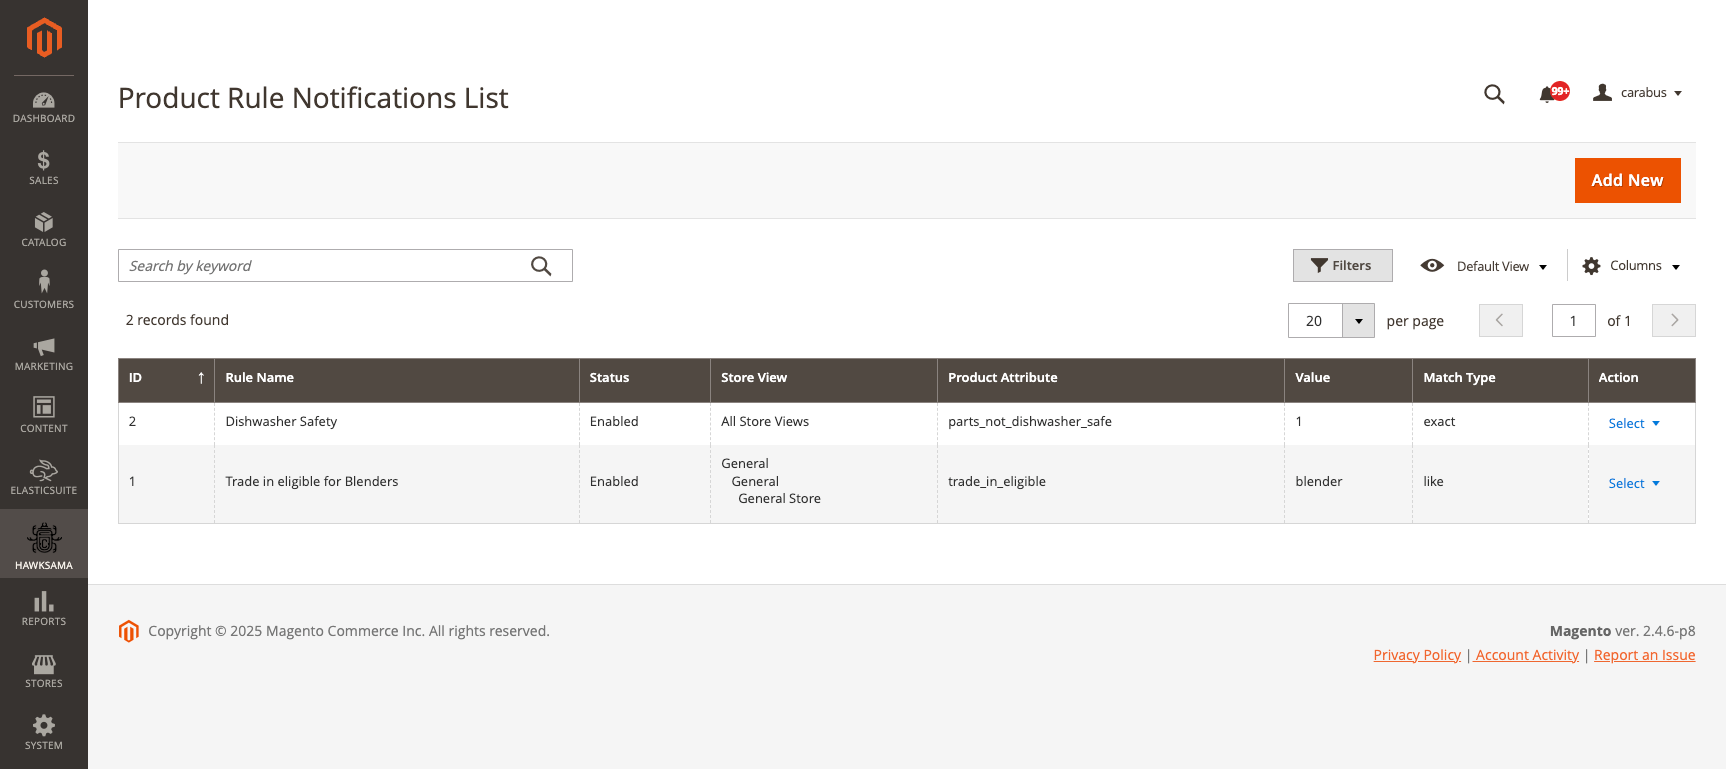 DASHBOARD
SALES
CATALOG
CUSTOMERS
MARKETING
CONTENT
ELASTICSUITE
HAWKSAMA
REPORTS
STORES
SYSTEM
Product Rule Notifications List
99+
carabus
Add New
Search by keyword
Filters
Default View
Columns
2 records found
20
per page
1
of 1
ID ↑ Rule Name Status Store View Product Attribute Value Match Type Action
2 Dishwasher Safety Enabled All Store Views parts_not_dishwasher_safe 1 exact Select
1 Trade in eligible for Blenders Enabled General
General
General Store
trade_in_eligible blender like Select
Copyright © 2025 Magento Commerce Inc. All rights reserved.
Magento ver. 2.4.6-p8
Privacy Policy | Account Activity | Report an Issue